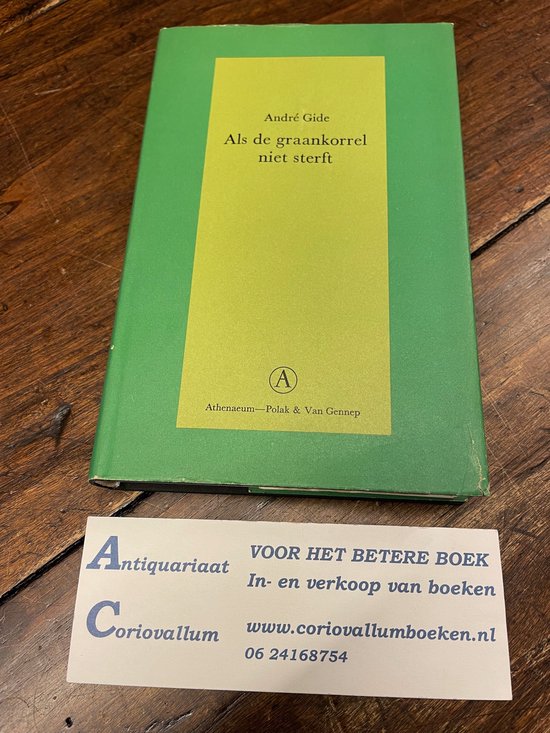 André Gide
Als de graankorrel
niet sterft
A
Athenaeum—Polak & Van Gennep
Antiquariaat
Coriovallum
VOOR HET BETERE BOEK
In- en verkoop van boeken
www.coriovallumboeken.nl
06 24168754